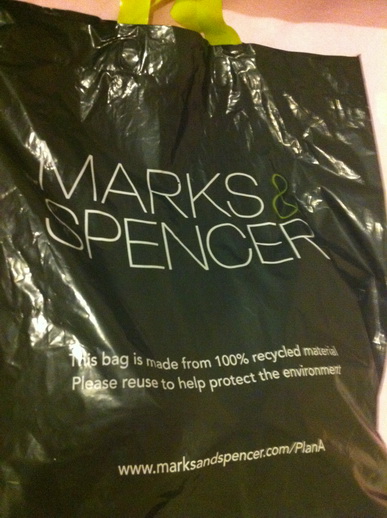 MARKS &
SPENCER
This bag is made from 100% recycled material
Please reuse to help protect the environment
www.marksandspencer.com/PlanA